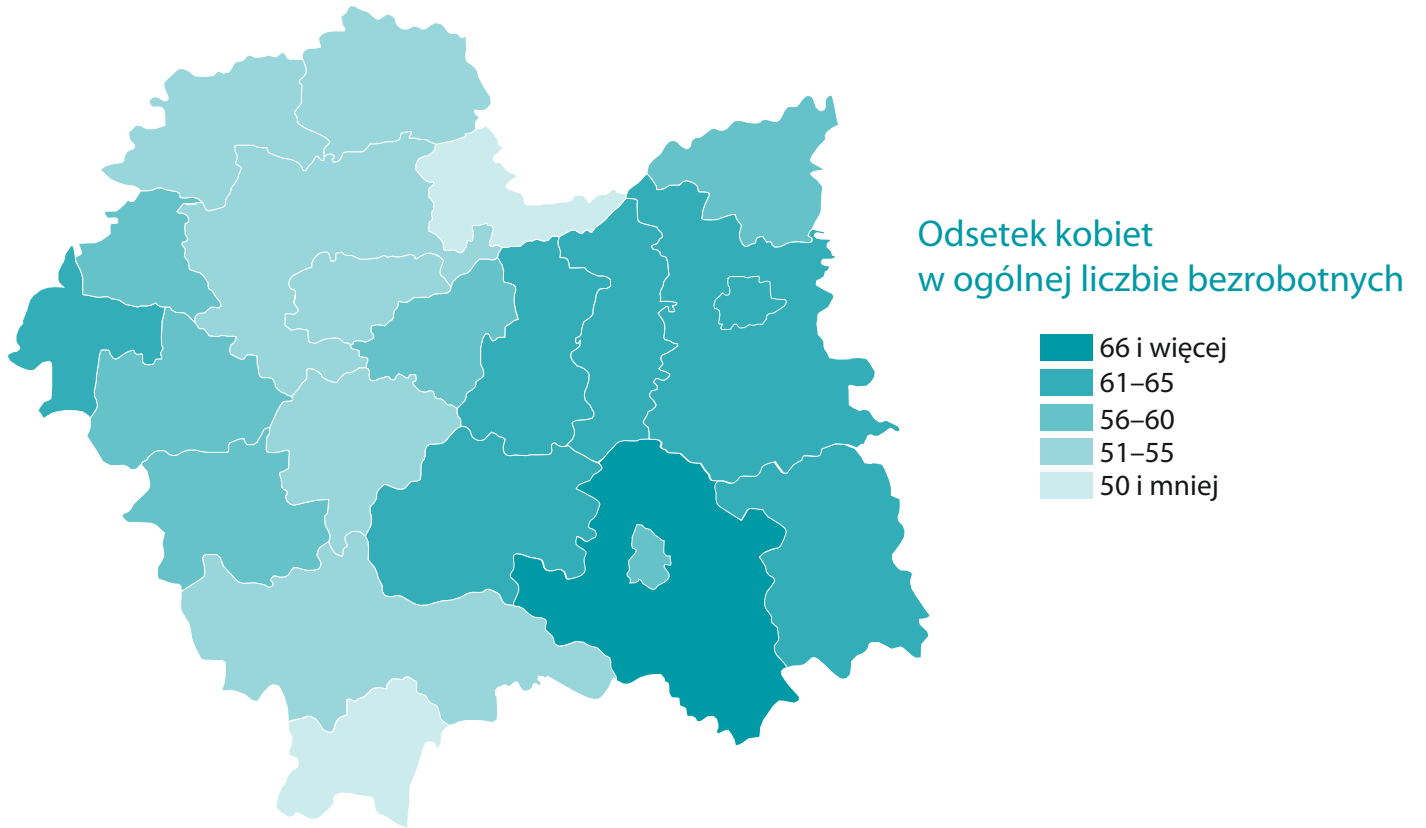 Odsetek kobiet
w ogólnej liczbie bezrobotnych
66 i więcej
61–65
56–60
51–55
50 i mniej